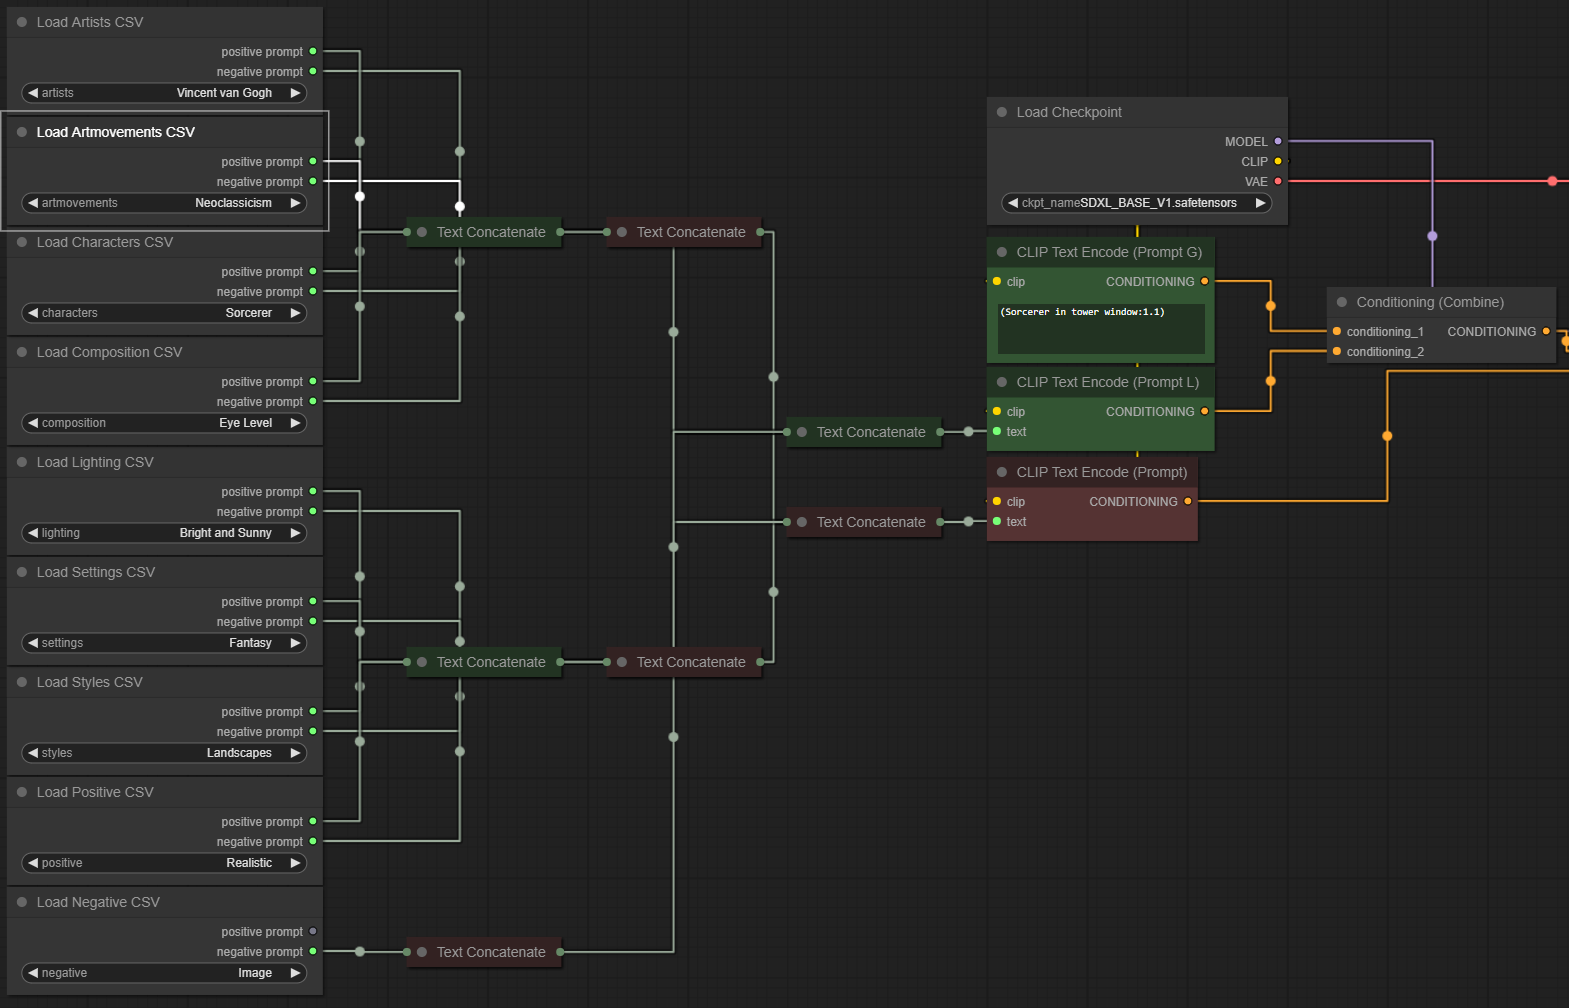 Load Artists CSV
positive prompt
negative prompt
artists Vincent van Gogh
Load Artmovements CSV
positive prompt
negative prompt
artmovements Neoclassicism
Load Characters CSV
positive prompt
negative prompt
characters Sorcerer
Load Composition CSV
positive prompt
negative prompt
composition Eye Level
Load Lighting CSV
positive prompt
negative prompt
lighting Bright and Sunny
Load Settings CSV
positive prompt
negative prompt
settings Fantasy
Load Styles CSV
positive prompt
negative prompt
styles Landscapes
Load Positive CSV
positive prompt
negative prompt
positive Realistic
Load Negative CSV
positive prompt
negative prompt
negative Image
Text Concatenate
Text Concatenate
Text Concatenate
Text Concatenate
Text Concatenate
Text Concatenate
Text Concatenate
Load Checkpoint
MODEL
CLIP
VAE
ckpt_name SDXL_BASE_V1.safetensors
CLIP Text Encode (Prompt G)
clip CONDITIONING
(Sorcerer in tower window:1.1)
CLIP Text Encode (Prompt L)
clip CONDITIONING
text
CLIP Text Encode (Prompt)
clip CONDITIONING
text
Conditioning (Combine)
conditioning_1 CONDITIONING
conditioning_2